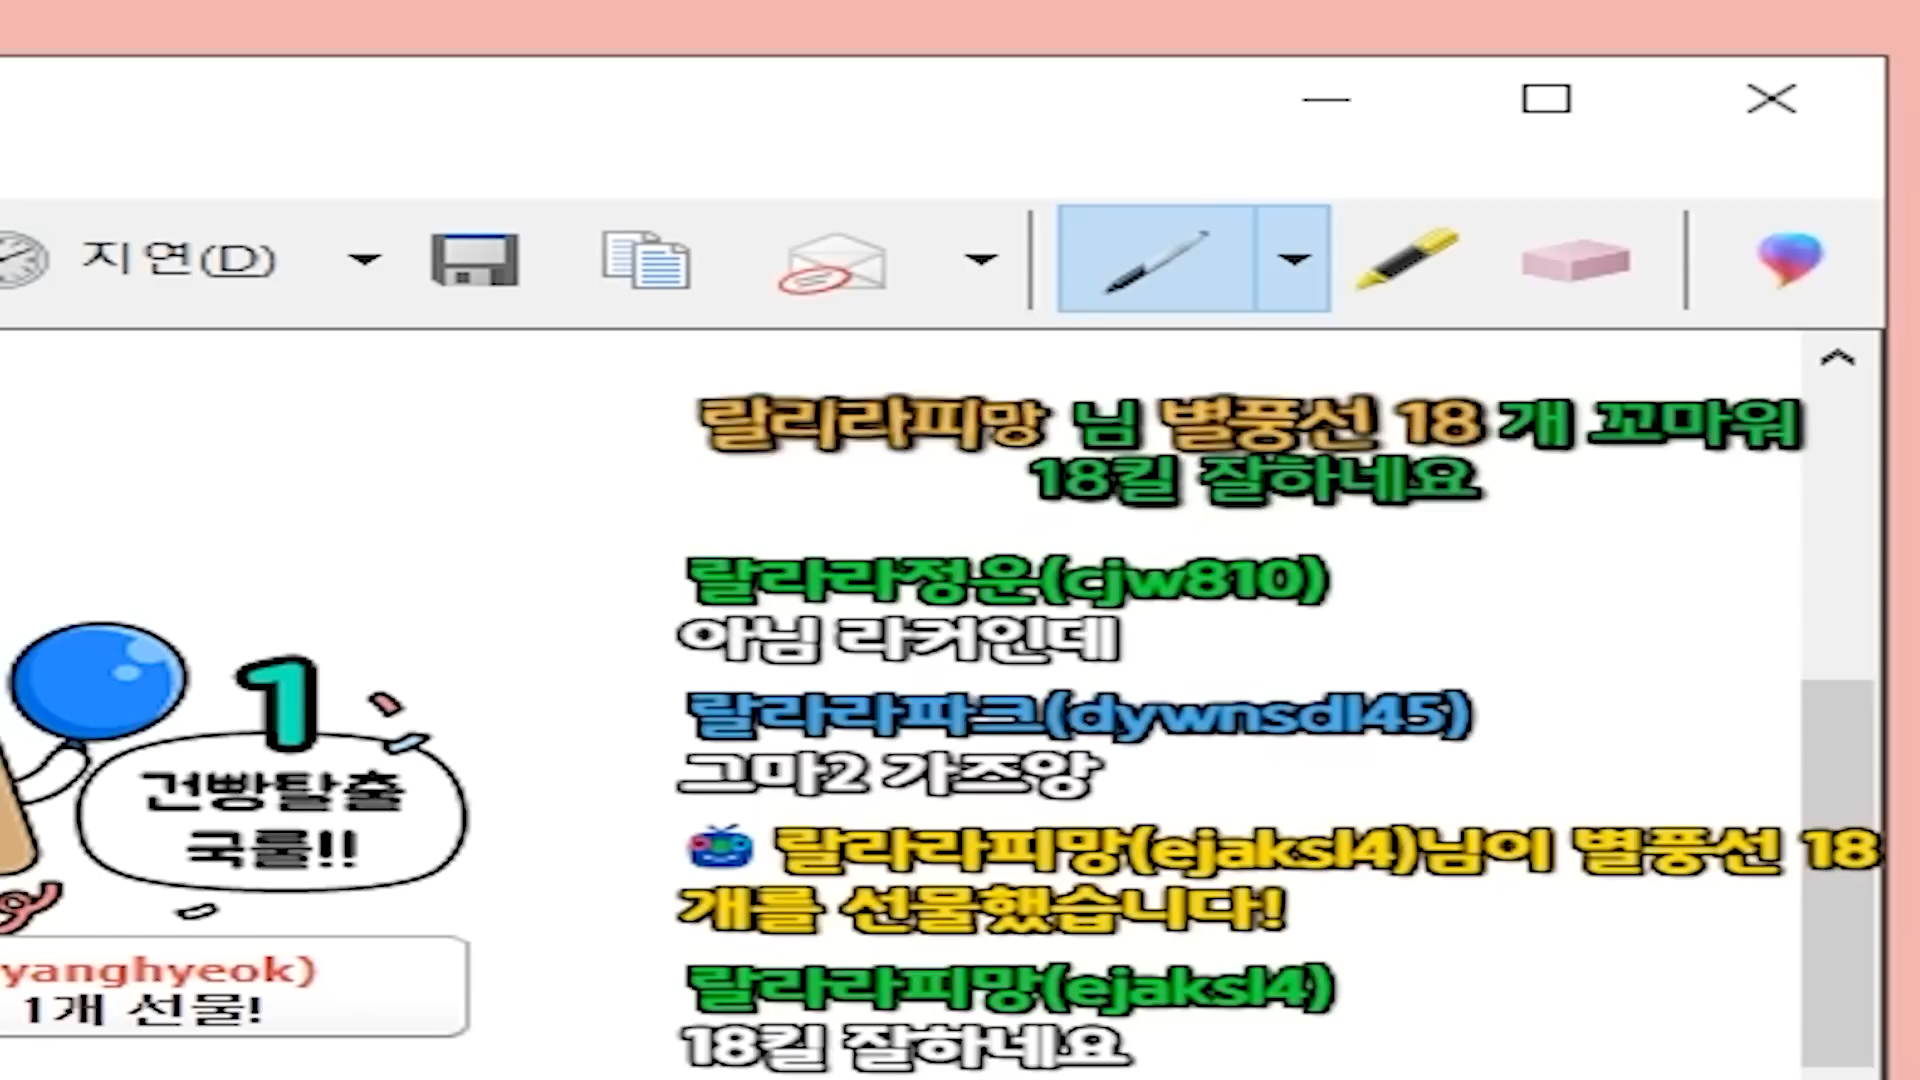 지연(D)
랄리라피망 님 별풍선 18 개 꼬마워
18킬 잘하네요
랄라라정운(cjw810)
아님 라커인데
랄라라파크(dywnsdl45)
그마2 가즈앙
랄라라피망(ejaksl4)님이 별풍선 18
개를 선물했습니다!
랄라라피망(ejaksl4)
18킬 잘하네요
1
건빵탈출
국룰!!
yanghyeok)
1개 선물!